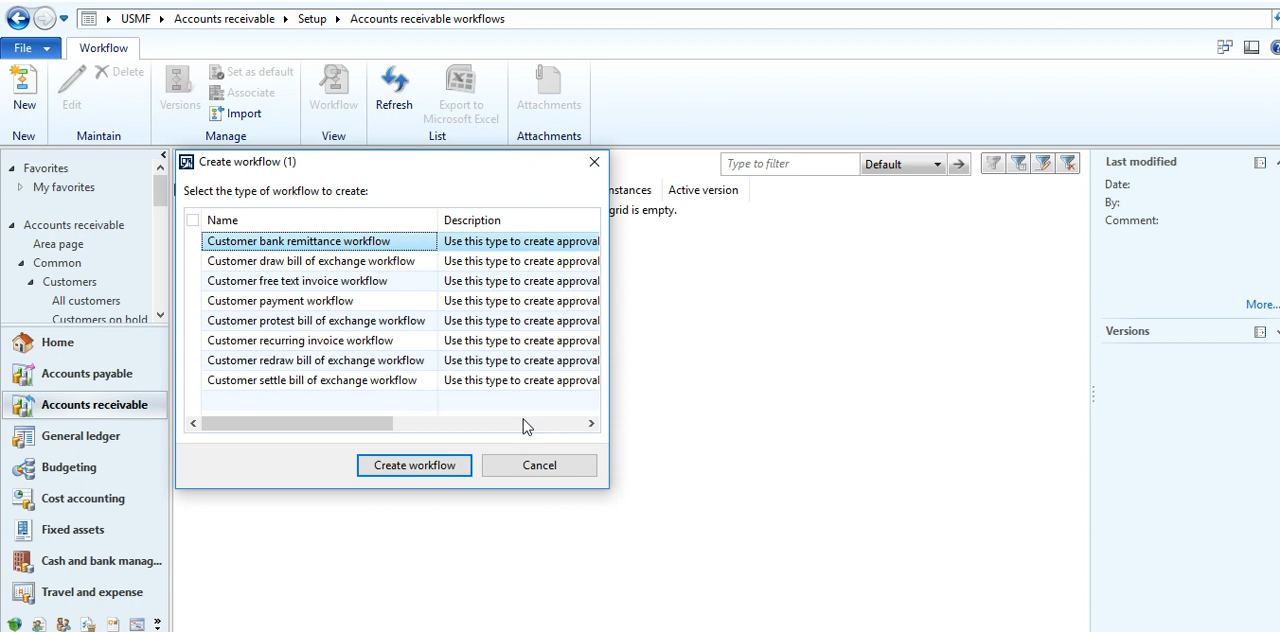 USMF Accounts receivable Setup Accounts receivable workflows
File Workflow
New Edit Delete Versions Set as default Associate Import Workflow Refresh Export to Microsoft Excel Attachments
New Maintain Manage View List Attachments
Favorites
My favorites
Accounts receivable
Area page
Common
Customers
All customers
Customers on hold
Home
Accounts payable
Accounts receivable
General ledger
Budgeting
Cost accounting
Fixed assets
Cash and bank manag...
Travel and expense
Create workflow (1)
Select the type of workflow to create:
Name Description
Customer bank remittance workflow Use this type to create approval
Customer draw bill of exchange workflow Use this type to create approval
Customer free text invoice workflow Use this type to create approval
Customer payment workflow Use this type to create approval
Customer protest bill of exchange workflow Use this type to create approval
Customer recurring invoice workflow Use this type to create approval
Customer redraw bill of exchange workflow Use this type to create approval
Customer settle bill of exchange workflow Use this type to create approval
Create workflow Cancel
Type to filter Default
nstances Active version
grid is empty.
Last modified
Date:
By:
Comment:
More...
Versions